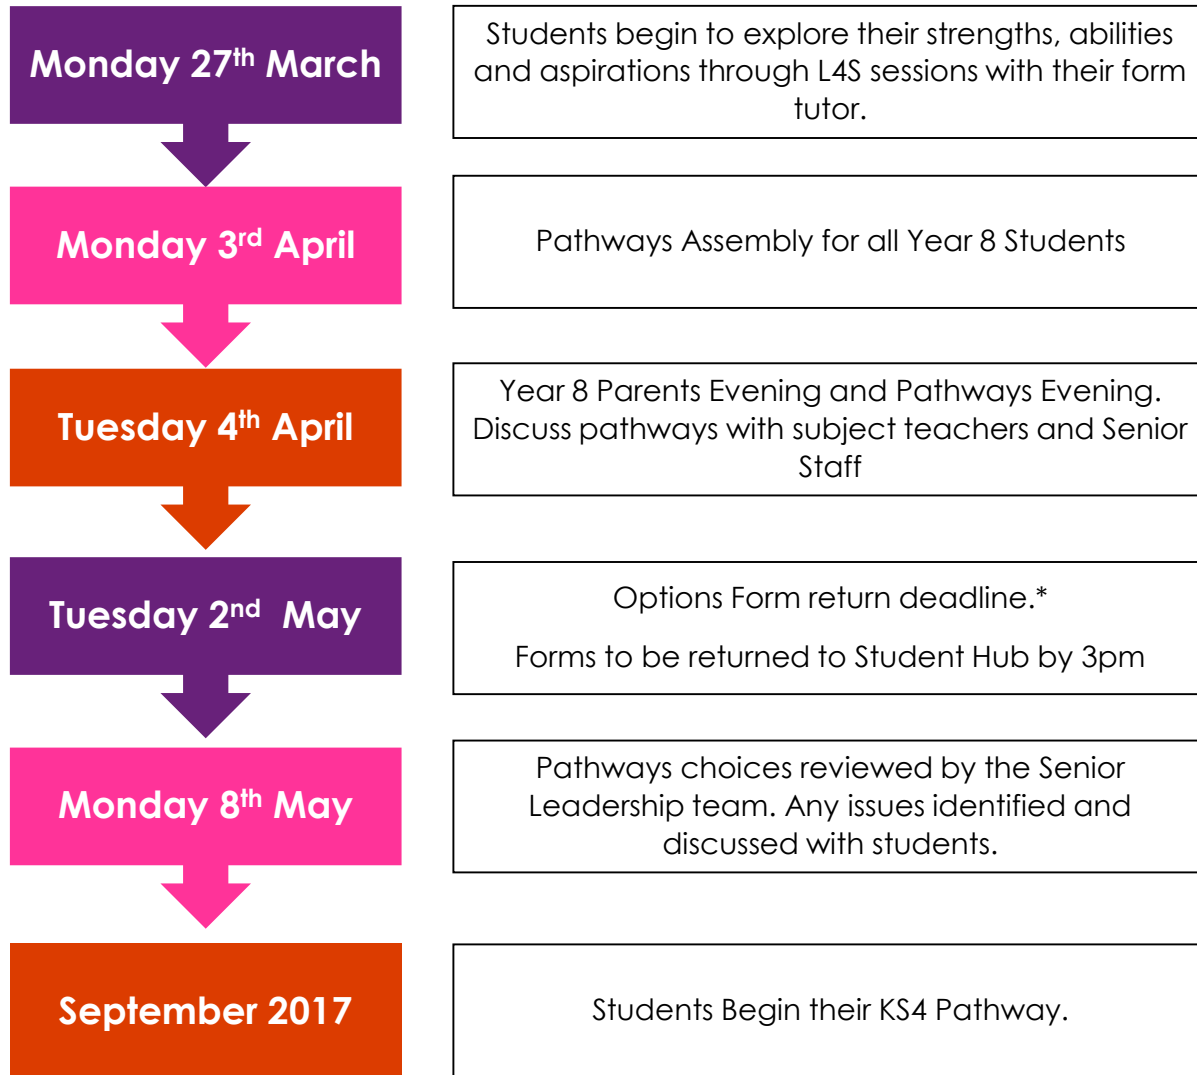 Monday 27th March
Students begin to explore their strengths, abilities
and aspirations through L4S sessions with their form
tutor.
Monday 3rd April
Pathways Assembly for all Year 8 Students
Tuesday 4th April
Year 8 Parents Evening and Pathways Evening.
Discuss pathways with subject teachers and Senior
Staff
Tuesday 2nd May
Options Form return deadline.*
Forms to be returned to Student Hub by 3pm
Monday 8th May
Pathways choices reviewed by the Senior
Leadership team. Any issues identified and
discussed with students.
September 2017
Students Begin their KS4 Pathway.